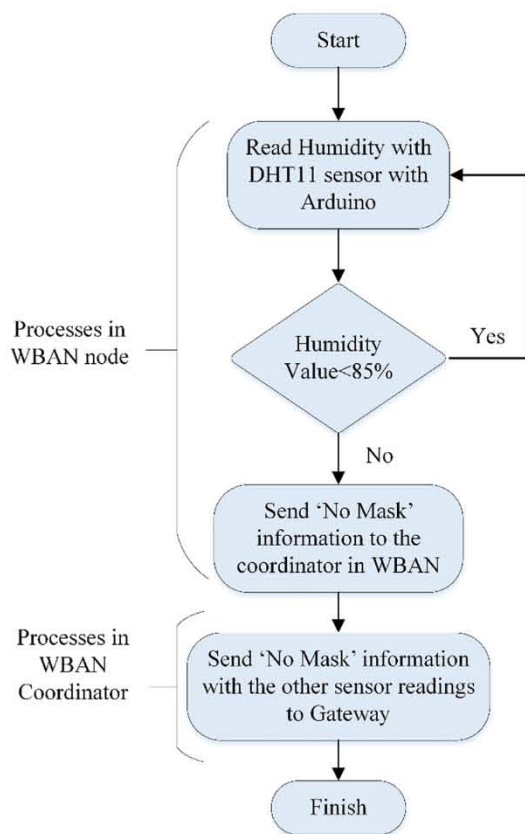 Start
Read Humidity with
DHT11 sensor with
Arduino
Processes in
WBAN node
Humidity
Value<85%
Yes
No
Send ‘No Mask’
information to the
coordinator in WBAN
Processes in
WBAN
Coordinator
Send ‘No Mask’ information
with the other sensor readings
to Gateway
Finish